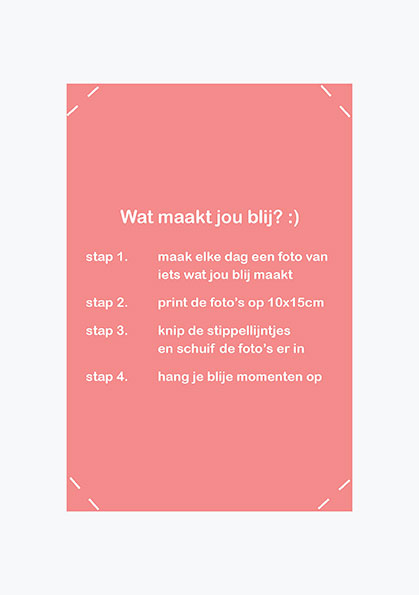 Wat maakt jou blij? :)
stap 1. maak elke dag een foto van
iets wat jou blij maakt
stap 2. print de foto's op 10x15cm
stap 3. knip de stippellijntjes
en schuif de foto's er in
stap 4. hang je blije momenten op